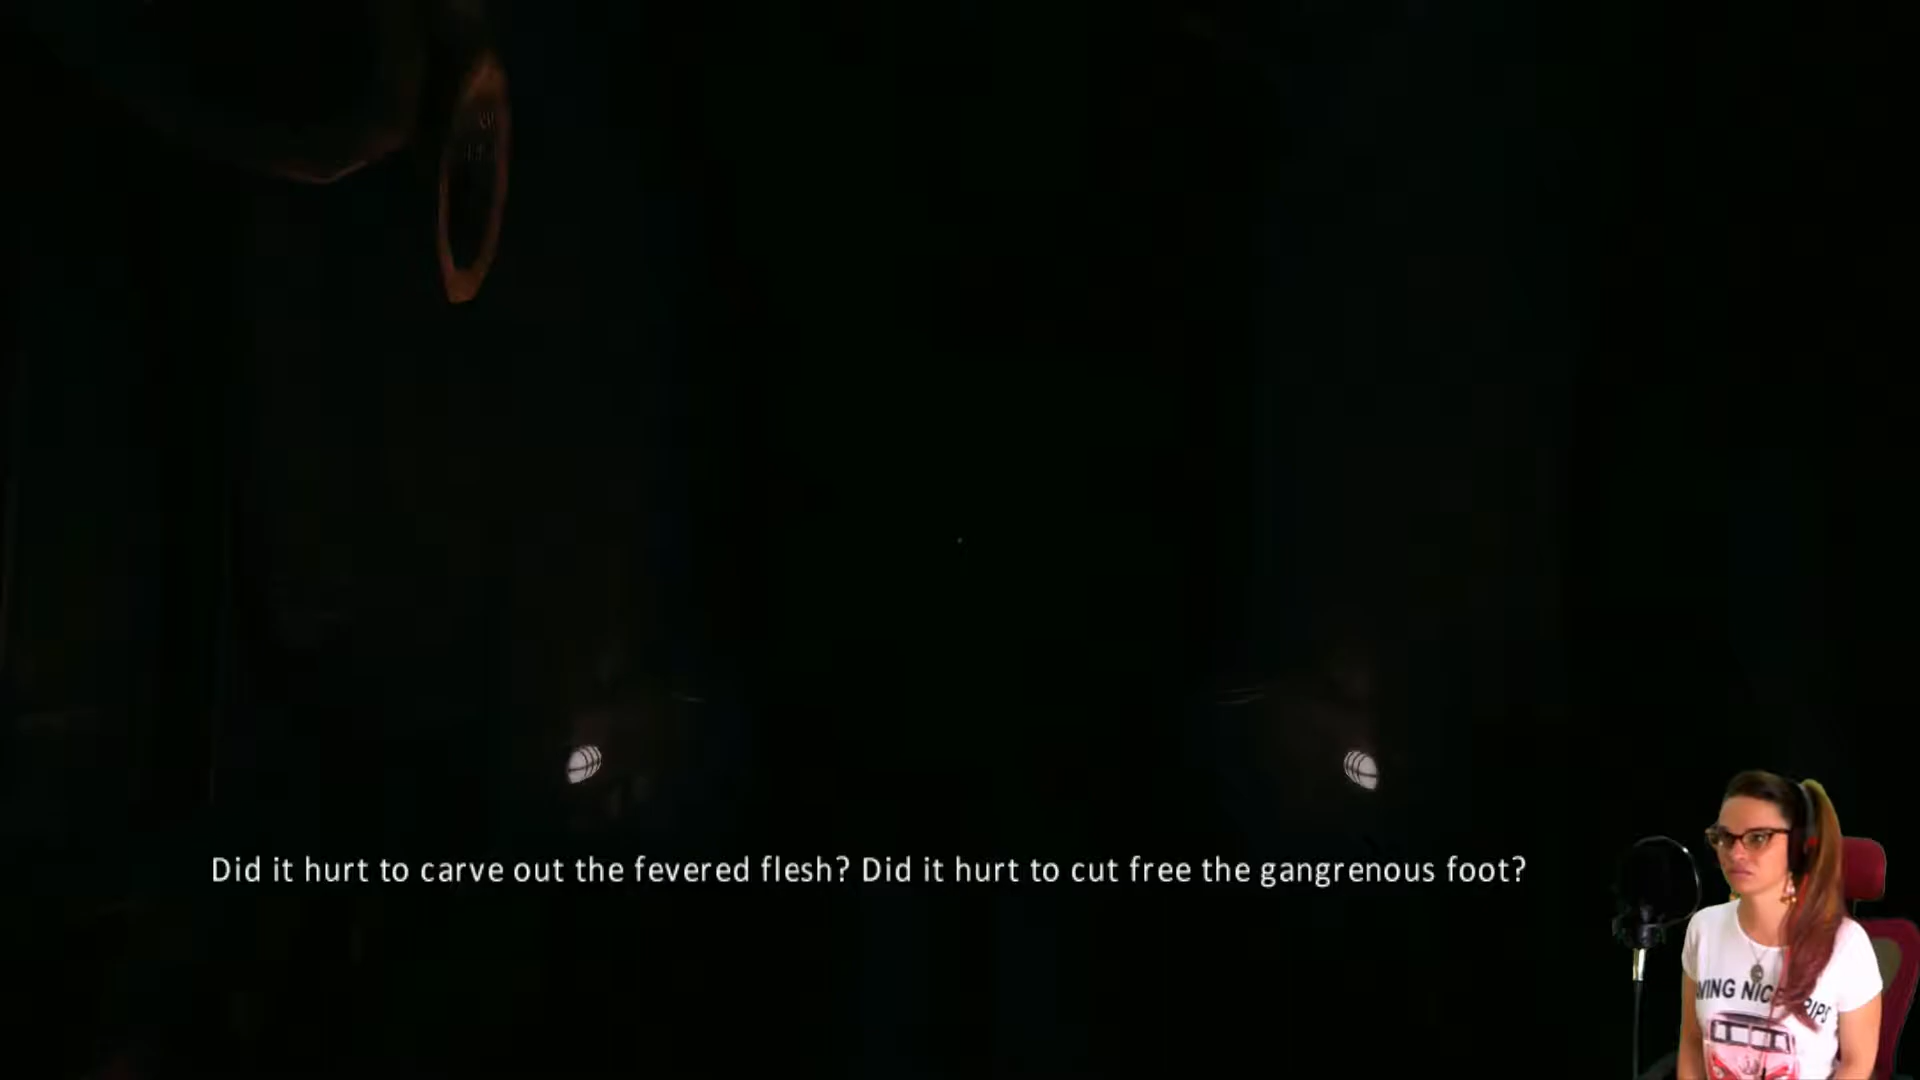 Did it hurt to carve out the fevered flesh? Did it hurt to cut free the gangrenous foot?